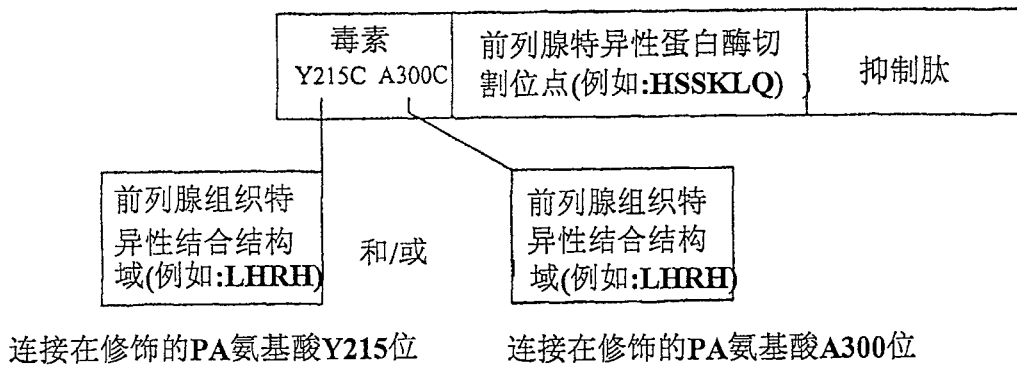 毒素
Y215C A300C
前列腺特异性蛋白酶切
割位点(例如:HSSKLQ) )
抑制肽
前列腺组织特
异性结合结构
域(例如:LHRH)
和/或
前列腺组织特
异性结合结构
域(例如:LHRH)
连接在修饰的PA氨基酸Y215位
连接在修饰的PA氨基酸A300位